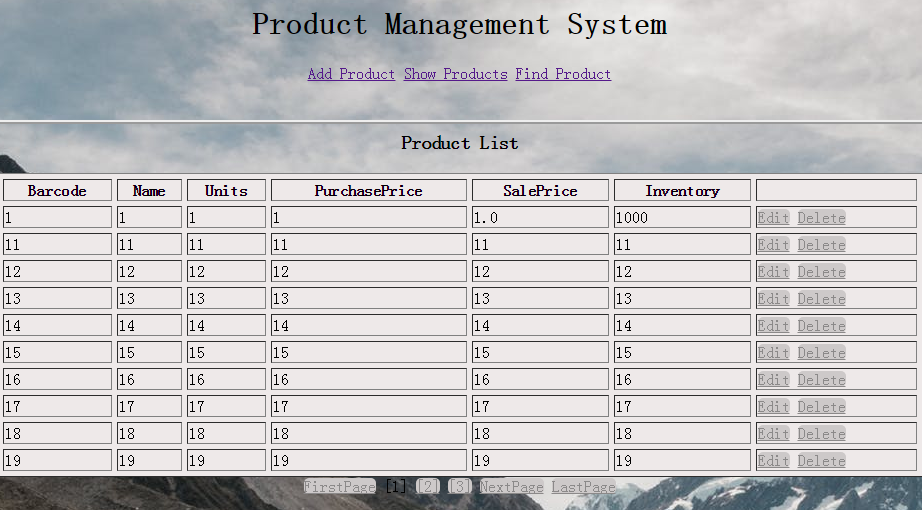 Product Management System
Add Product Show Products Find Product
Product List
Barcode Name Units PurchasePrice SalePrice Inventory
1 1 1 1 1.0 1000 Edit Delete
11 11 11 11 11 11 Edit Delete
12 12 12 12 12 12 Edit Delete
13 13 13 13 13 13 Edit Delete
14 14 14 14 14 14 Edit Delete
15 15 15 15 15 15 Edit Delete
16 16 16 16 16 16 Edit Delete
17 17 17 17 17 17 Edit Delete
18 18 18 18 18 18 Edit Delete
19 19 19 19 19 19 Edit Delete
FirstPage [1] [2] [3] NextPage LastPage